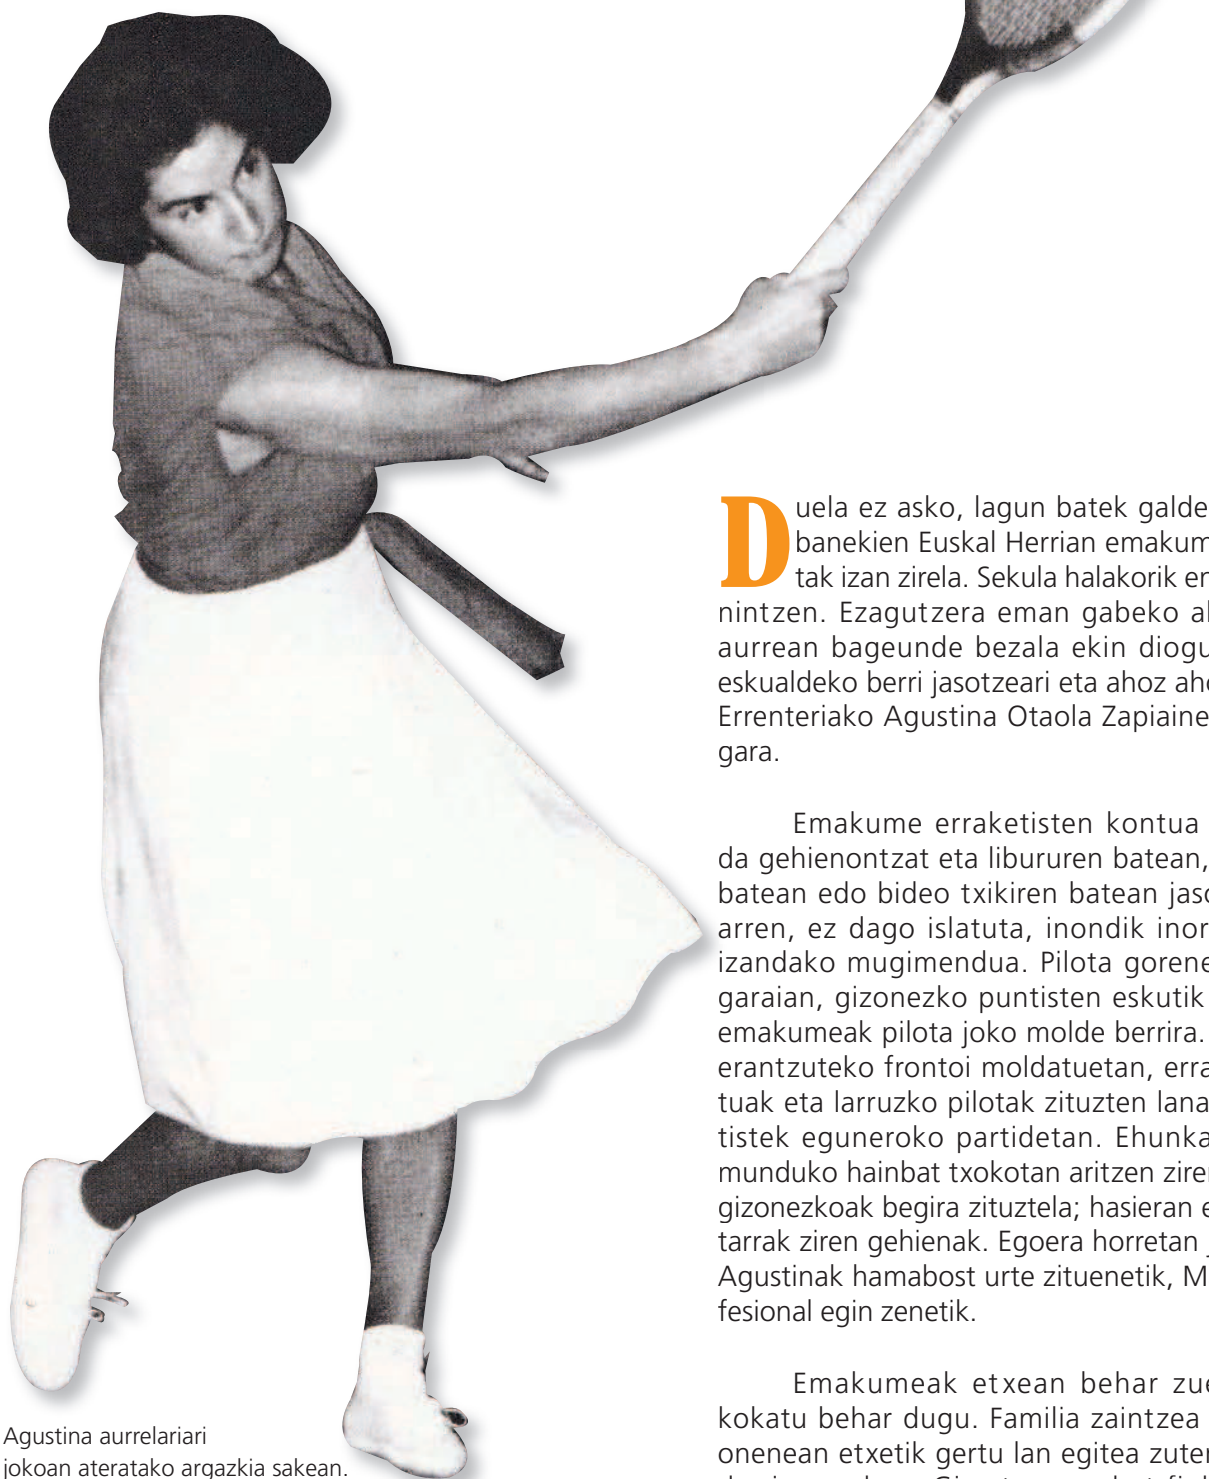 Duela ez asko, lagun batek galde
banekien Euskal Herrian emakum
tak izan zirela. Sekula halakorik en
nintzen. Ezagutzera eman gabeko al
aurrean bageunde bezala ekin diogu
eskualdeko berri jasotzeari eta ahoz aho
Errenteriako Agustina Otaola Zapiaine
gara.
Emakume erraketisten kontua
da gehienontzat eta libururen batean,
batean edo bideo txikiren batean jaso
arren, ez dago islatuta, inondik inor
izandako mugimendua. Pilota gorene
garaian, gizonezko puntisten eskutik
emakumeak pilota joko molde berrira.
erantzuteko frontoi moldatuetan, erra
tuak eta larruzko pilotak zituzten lana
tistek eguneroko partidetan. Ehunka
munduko hainbat txokotan aritzen ziren
gizonezkoak begira zituztela; hasieran e
tarrak ziren gehienak. Egoera horretan j
Agustinak hamabost urte zituenetik, M
fesional egin zenetik.
Emakumeak etxean behar zue
kokatu behar dugu. Familia zaintzea
onenean etxetik gertu lan egitea zuten
Agustina aurrelariari
jokoan ateratako argazkia sakean.